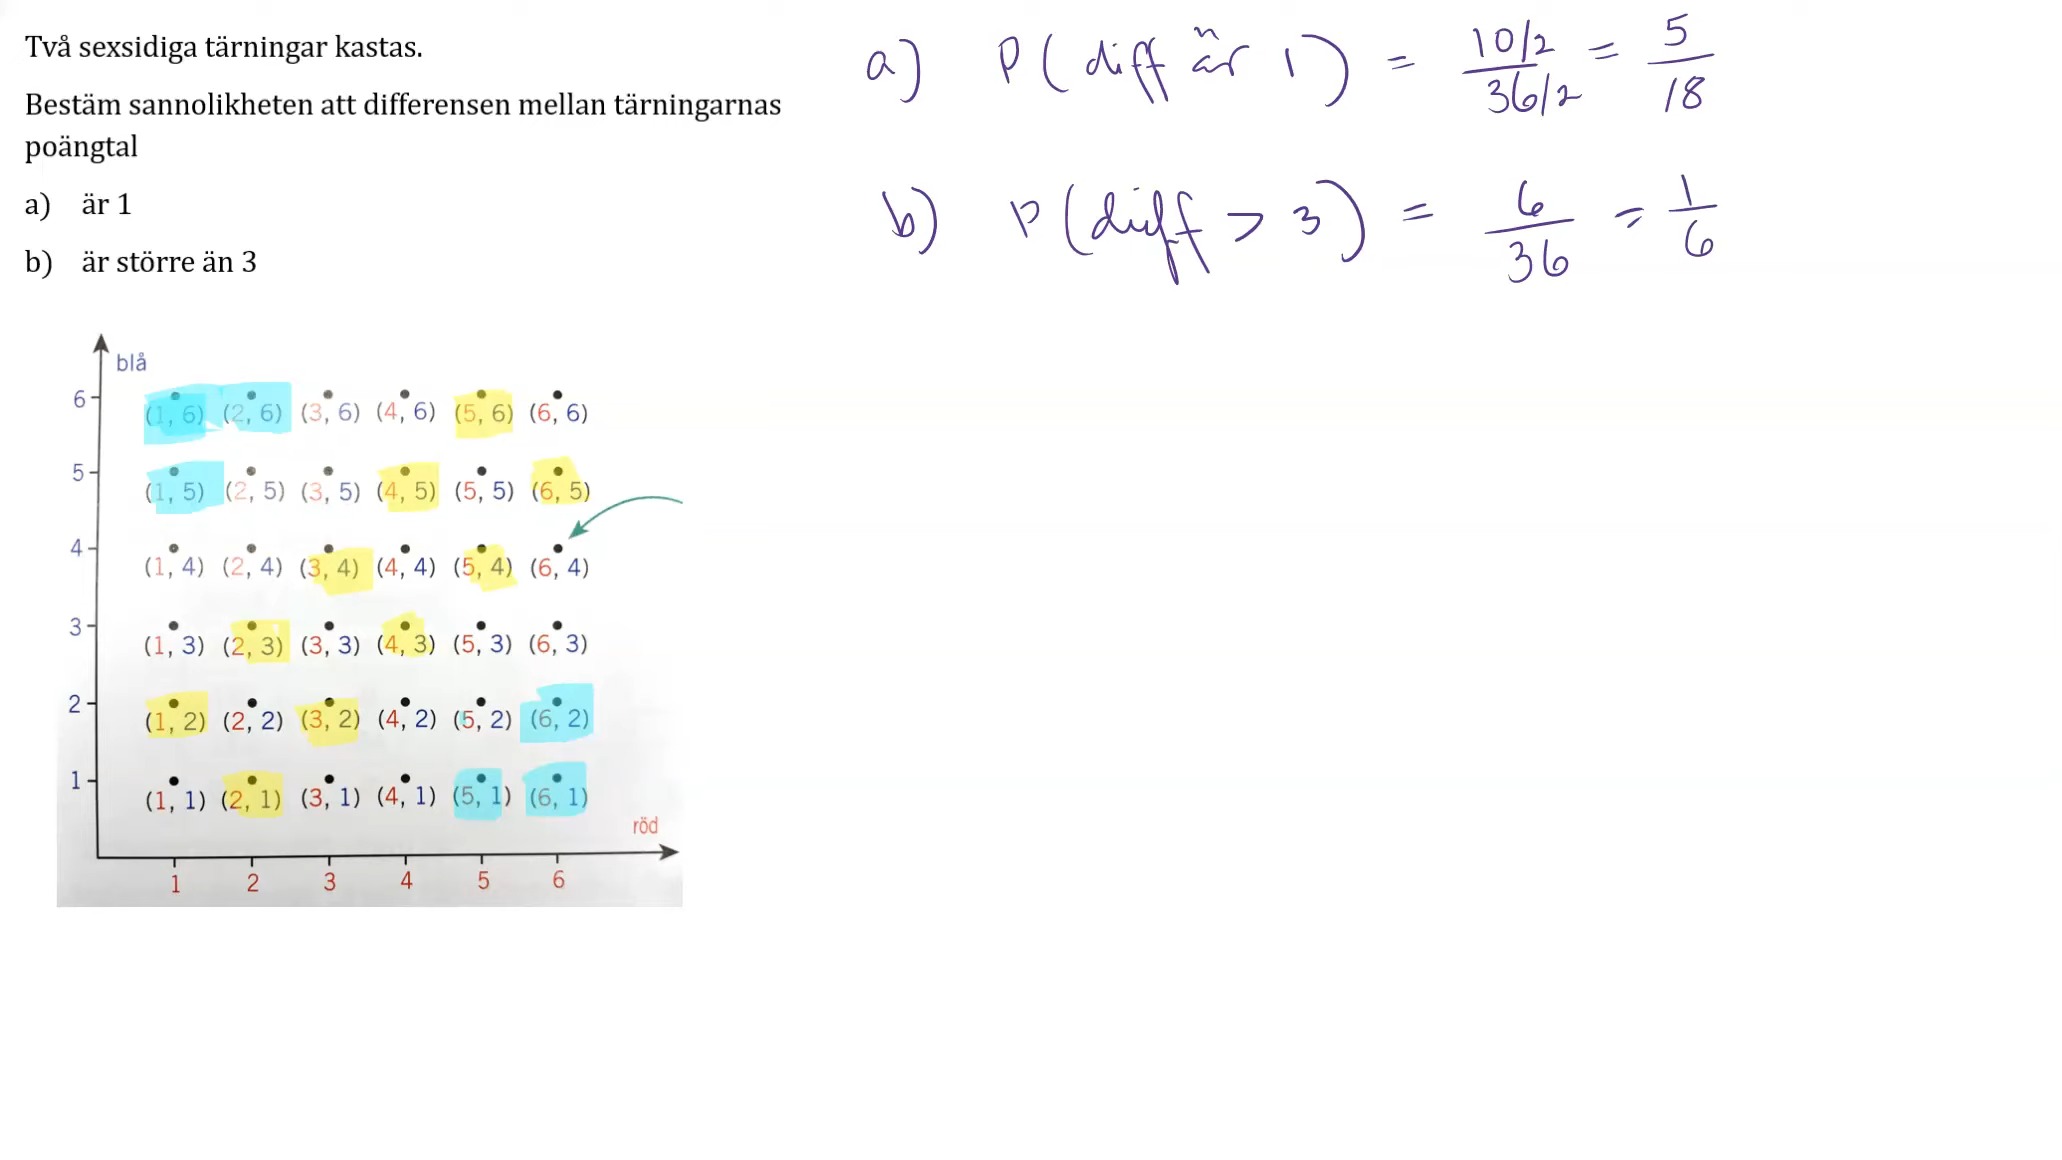 Två sexsidiga tärningar kastas.
Bestäm sannolikheten att differensen mellan tärningarnas
poängtal
a) är 1
b) är större än 3
a) P(diff är 1) = 10/2 / 36/2 = 5/18
b) P(diff > 3) = 6/36 = 1/6
blå
6 (1, 6) (2, 6) (3, 6) (4, 6) (5, 6) (6, 6)
5 (1, 5) (2, 5) (3, 5) (4, 5) (5, 5) (6, 5)
4 (1, 4) (2, 4) (3, 4) (4, 4) (5, 4) (6, 4)
3 (1, 3) (2, 3) (3, 3) (4, 3) (5, 3) (6, 3)
2 (1, 2) (2, 2) (3, 2) (4, 2) (5, 2) (6, 2)
1 (1, 1) (2, 1) (3, 1) (4, 1) (5, 1) (6, 1)
röd
1 2 3 4 5 6